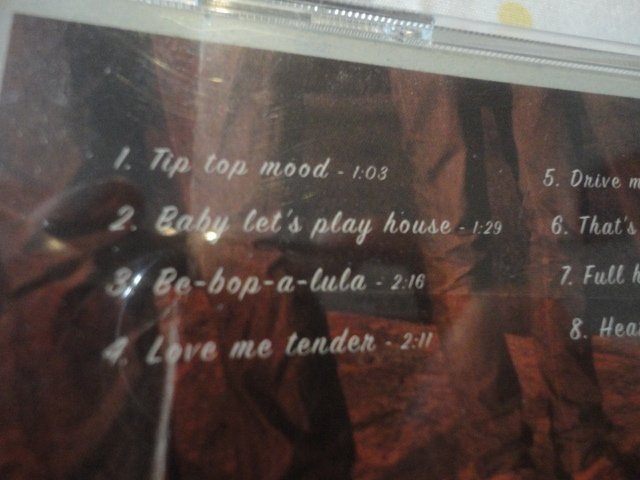 1. Tip top mood - 1:03
2. Baby let's play house - 1:29
3. Be-bop-a-lula - 2:16
4. Love me tender - 2:11
5. Drive
6. That's
7. Full
8.